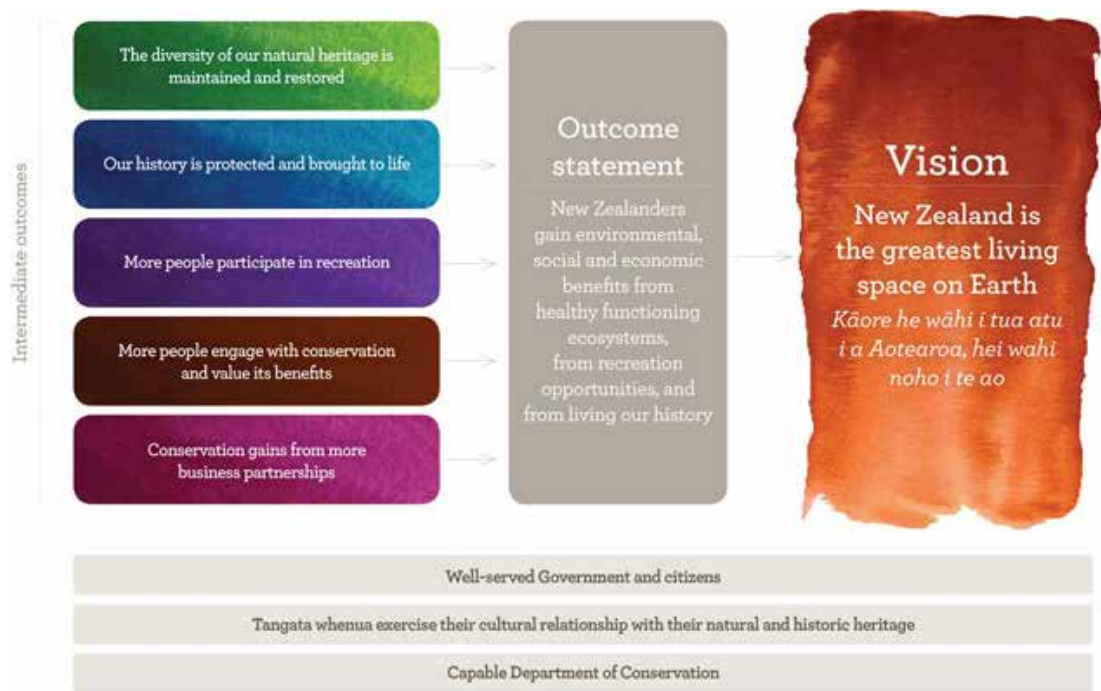 Intermediate outcomes
The diversity of our natural heritage is
maintained and restored
Our history is protected and brought to life
More people participate in recreation
More people engage with conservation
and value its benefits
Conservation gains from more
business partnerships
Outcome
statement
New Zealanders
gain environmental,
social and economic
benefits from
healthy functioning
ecosystems,
from recreation
opportunities, and
from living our history
Vision
New Zealand is
the greatest living
space on Earth
Kāore he wāhi i tua atu
i a Aotearoa, hei wahi
noho i te ao
Well-served Government and citizens
Tangata whenua exercise their cultural relationship with their natural and historic heritage
Capable Department of Conservation